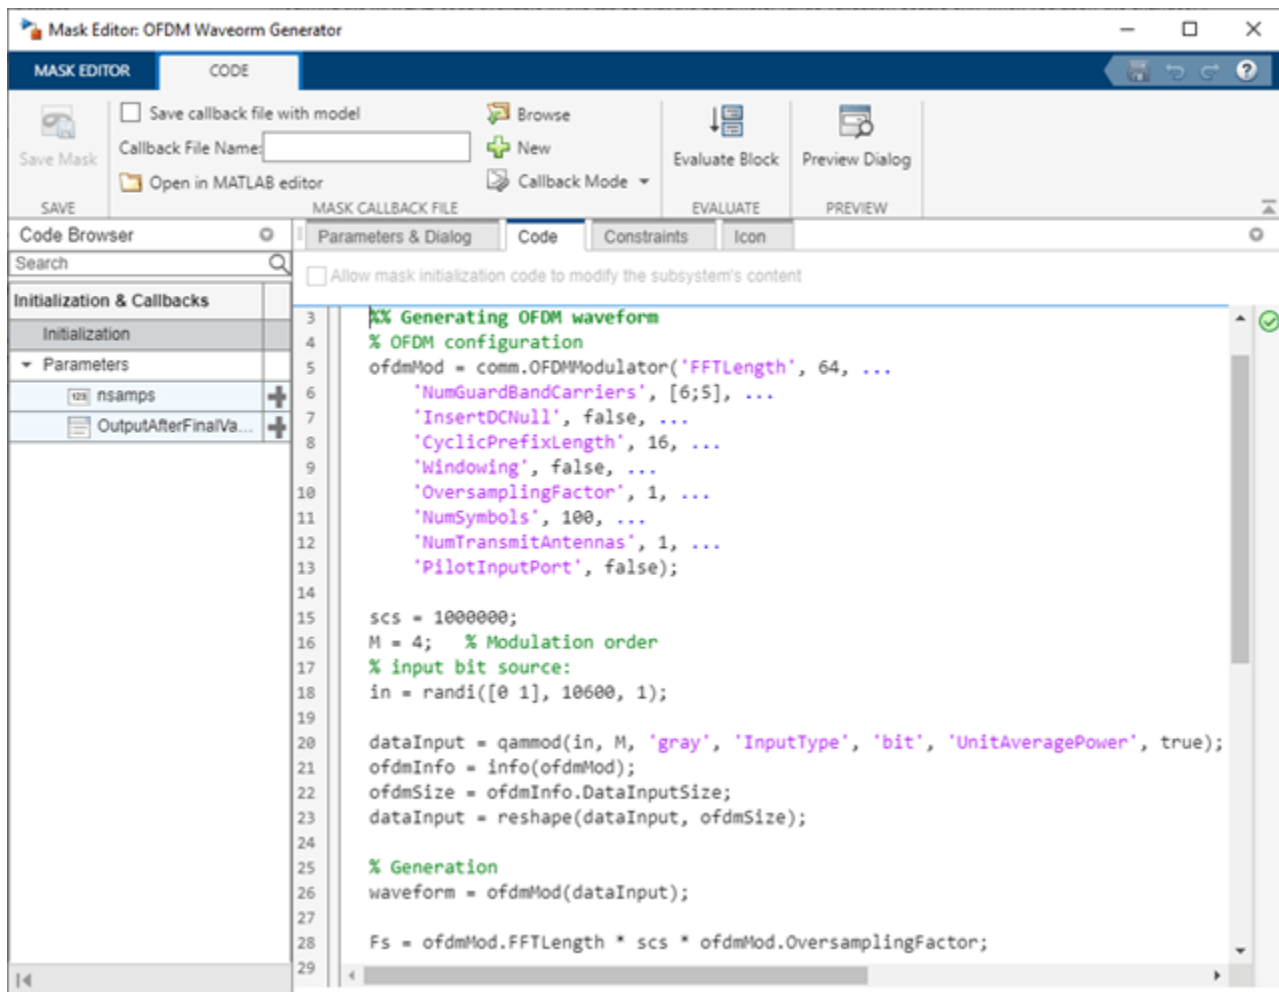 Mask Editor: OFDM Waveorm Generator
MASK EDITOR
CODE
Save Mask
SAVE
Save callback file with model
Callback File Name:
Open in MATLAB editor
Browse
New
Callback Mode
MASK CALLBACK FILE
Evaluate Block
EVALUATE
Preview Dialog
PREVIEW
Code Browser
Search
Initialization & Callbacks
Initialization
Parameters
123 nsamps
OutputAfterFinalVa...
Parameters & Dialog
Code
Constraints
Icon
Allow mask initialization code to modify the subsystem's content
3 %% Generating OFDM waveform
4 % OFDM configuration
5 ofdmMod = comm.OFDMModulator('FFTLength', 64, ...
6 'NumGuardBandCarriers', [6;5], ...
7 'InsertDCNull', false, ...
8 'CyclicPrefixLength', 16, ...
9 'Windowing', false, ...
10 'OversamplingFactor', 1, ...
11 'NumSymbols', 100, ...
12 'NumTransmitAntennas', 1, ...
13 'PilotInputPort', false);
14
15 scs = 1000000;
16 M = 4; % Modulation order
17 % input bit source:
18 in = randi([0 1], 10600, 1);
19
20 dataInput = qammod(in, M, 'gray', 'InputType', 'bit', 'UnitAveragePower', true);
21 ofdmInfo = info(ofdmMod);
22 ofdmSize = ofdmInfo.DataInputSize;
23 dataInput = reshape(dataInput, ofdmSize);
24
25 % Generation
26 waveform = ofdmMod(dataInput);
27
28 Fs = ofdmMod.FFTLength * scs * ofdmMod.OversamplingFactor;
29